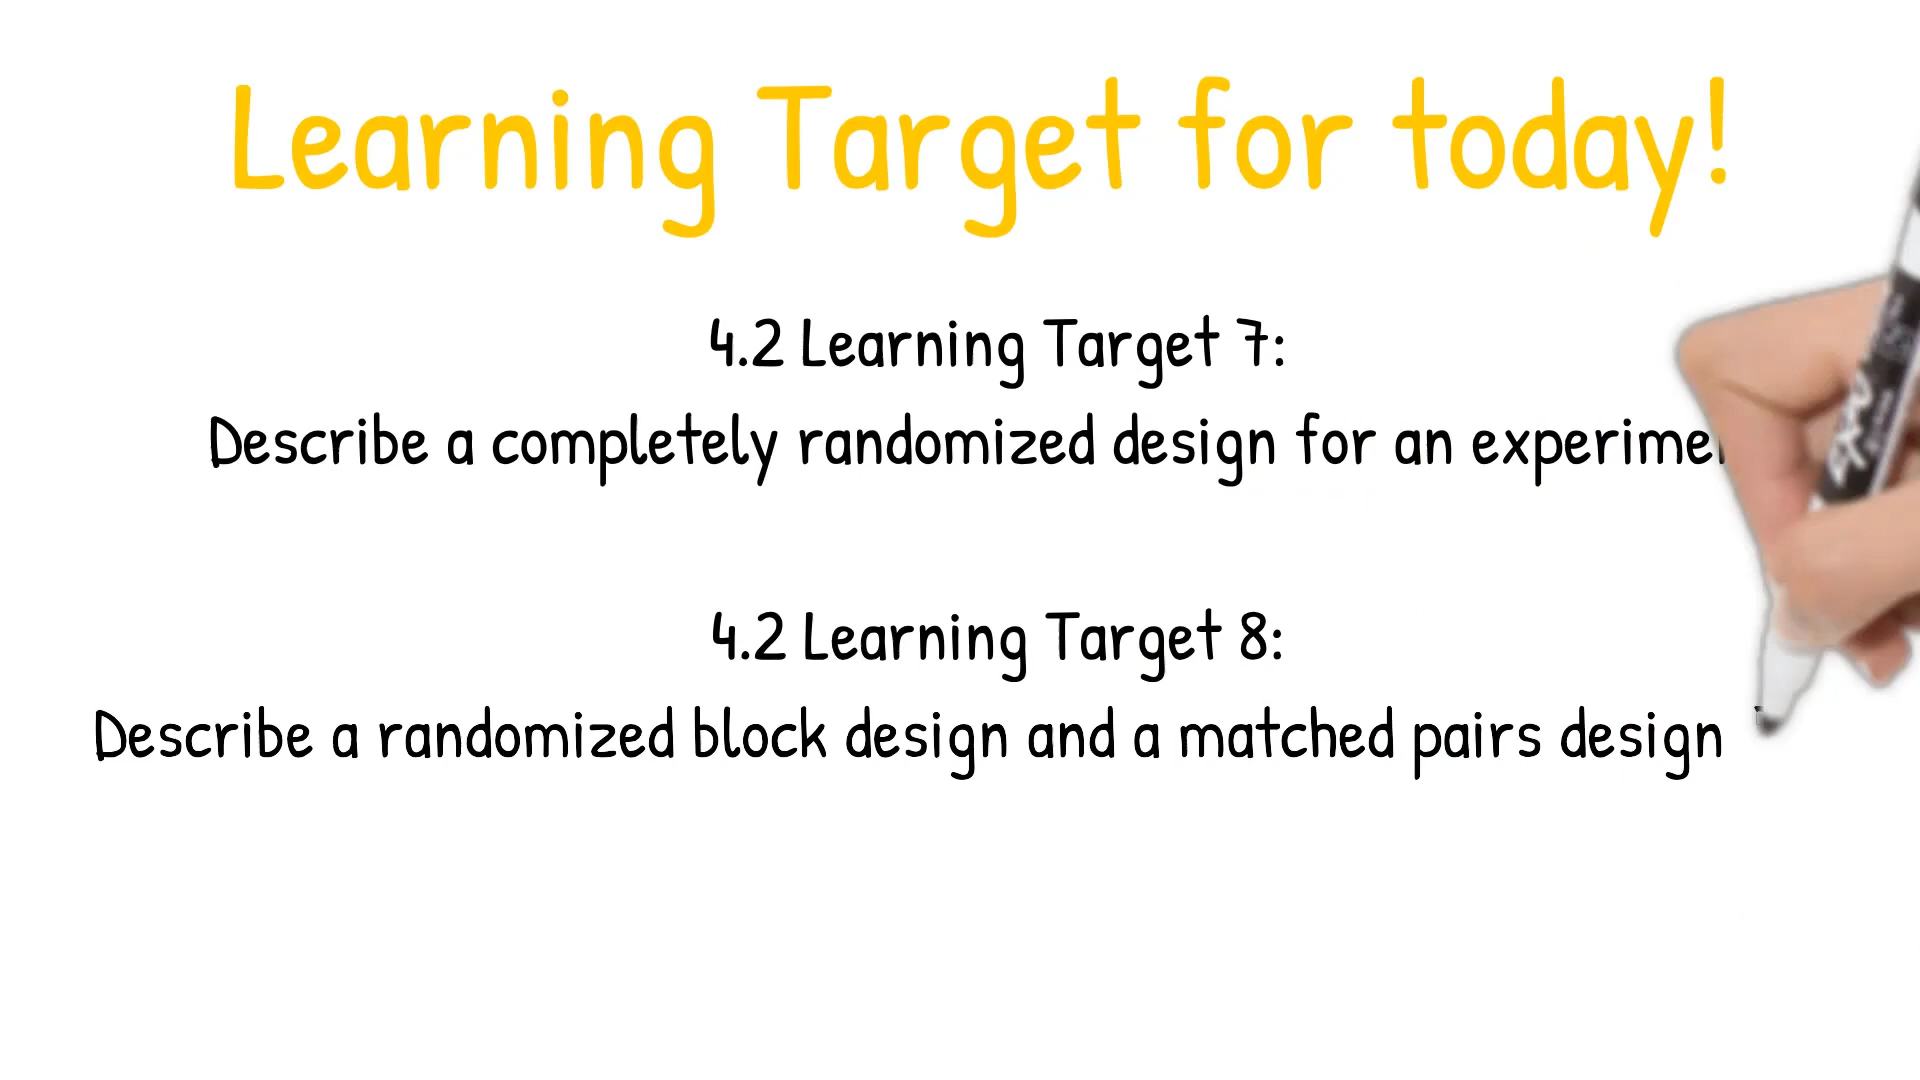 Learning Target for today!
4.2 Learning Target 7:
Describe a completely randomized design for an
4.2 Learning Target 8:
Describe a randomized block design and a matched pairs design
EXPO